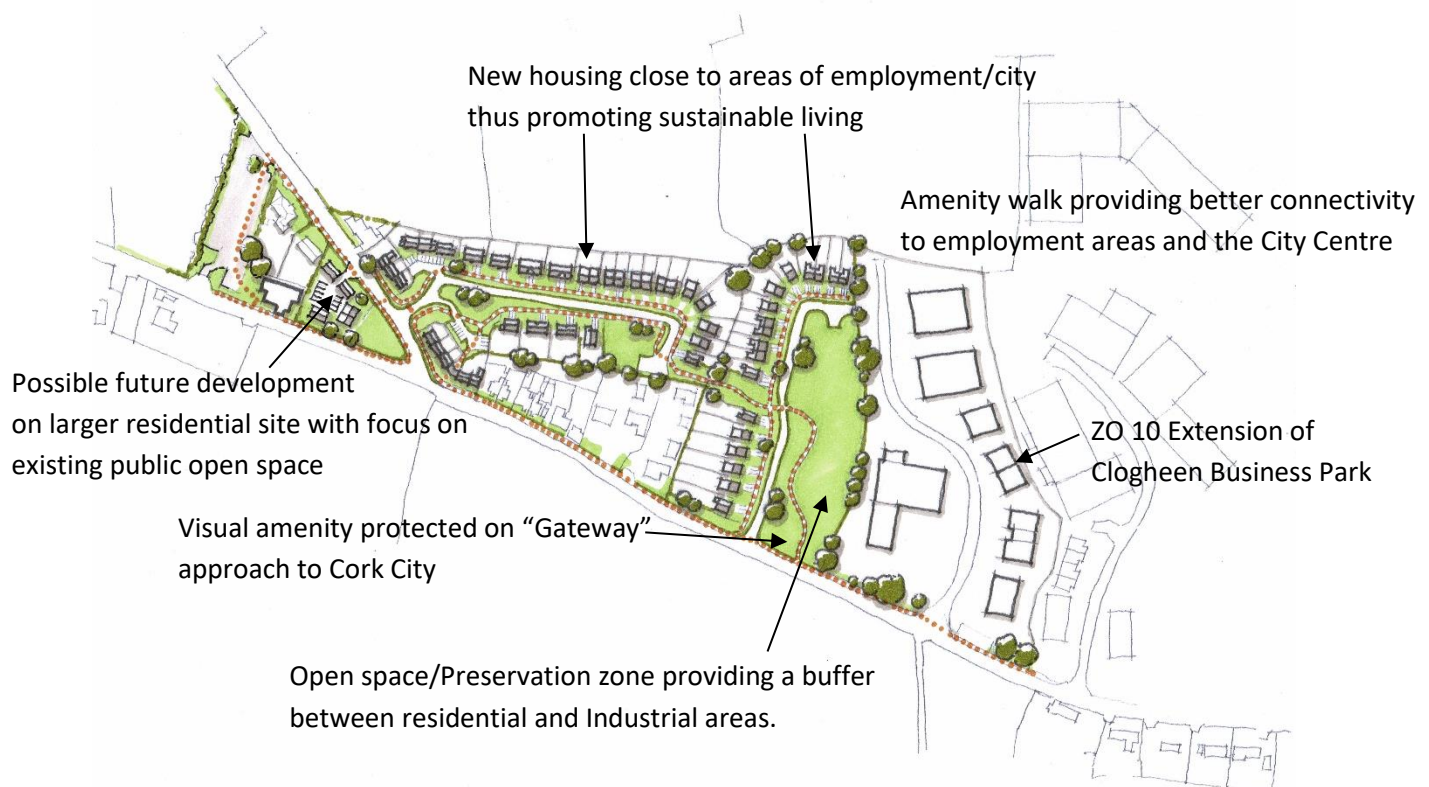 New housing close to areas of employment/city
thus promoting sustainable living
Amenity walk providing better connectivity
to employment areas and the City Centre
Possible future development
on larger residential site with focus on
existing public open space
ZO 10 Extension of
Clogheen Business Park
Visual amenity protected on “Gateway”
approach to Cork City
Open space/Preservation zone providing a buffer
between residential and Industrial areas.